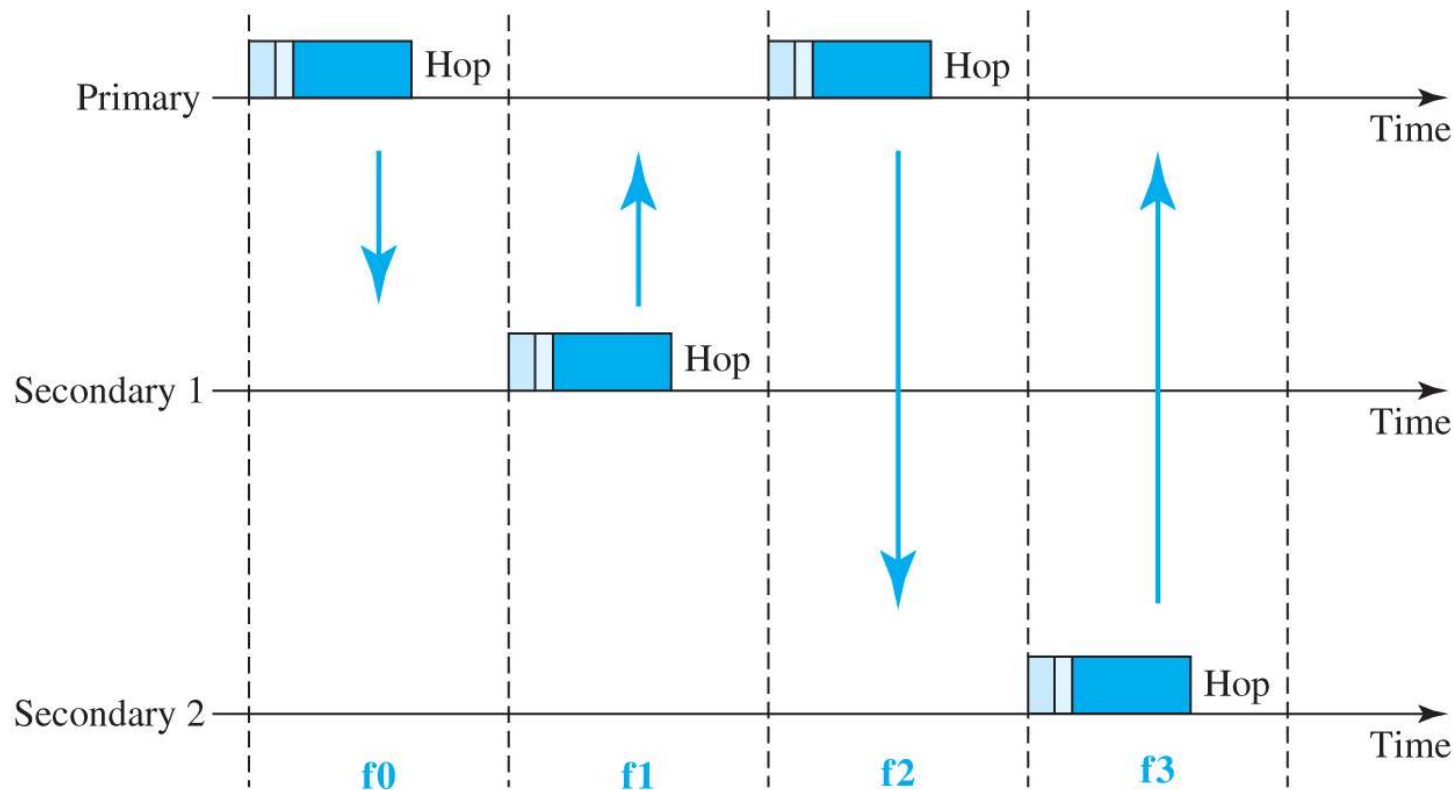 Hop
Hop
Primary
Time
Hop
Secondary 1
Time
Hop
Secondary 2
Time
f0 f1 f2 f3